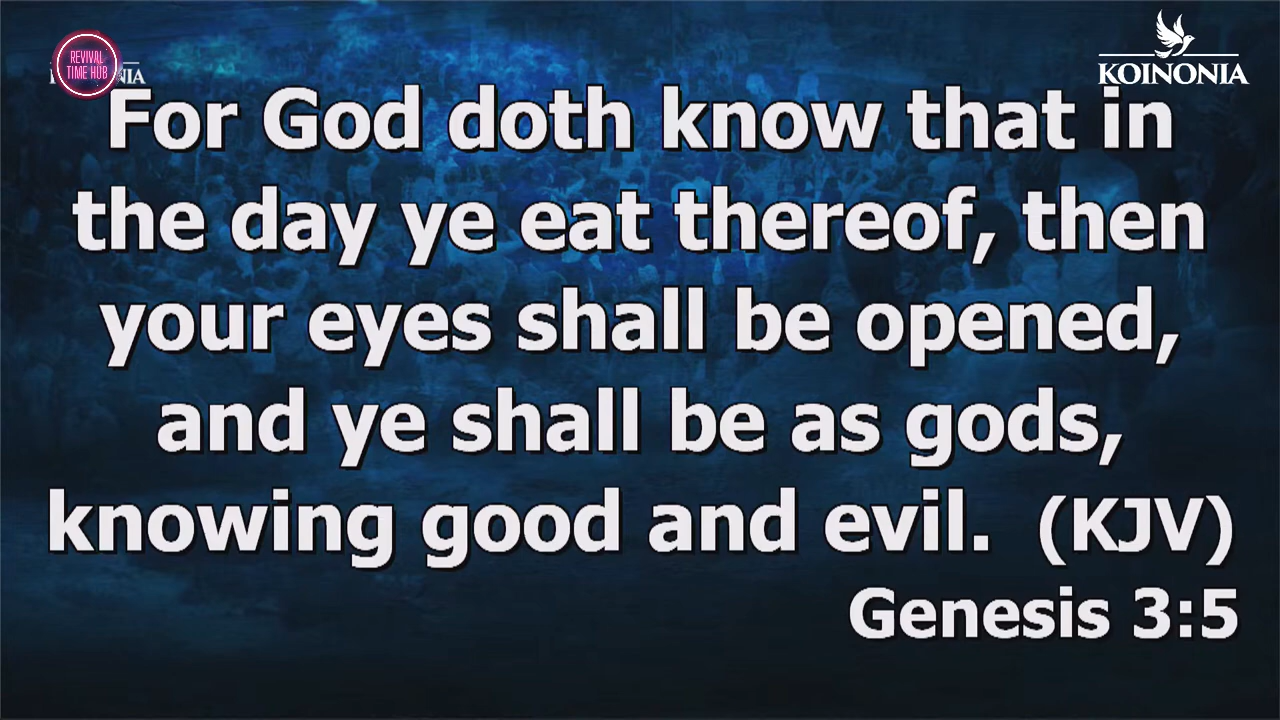 REVIVAL
TIME HUB
KOINONIA
For God doth know that in
the day ye eat thereof, then
your eyes shall be opened,
and ye shall be as gods,
knowing good and evil. (KJV)
Genesis 3:5